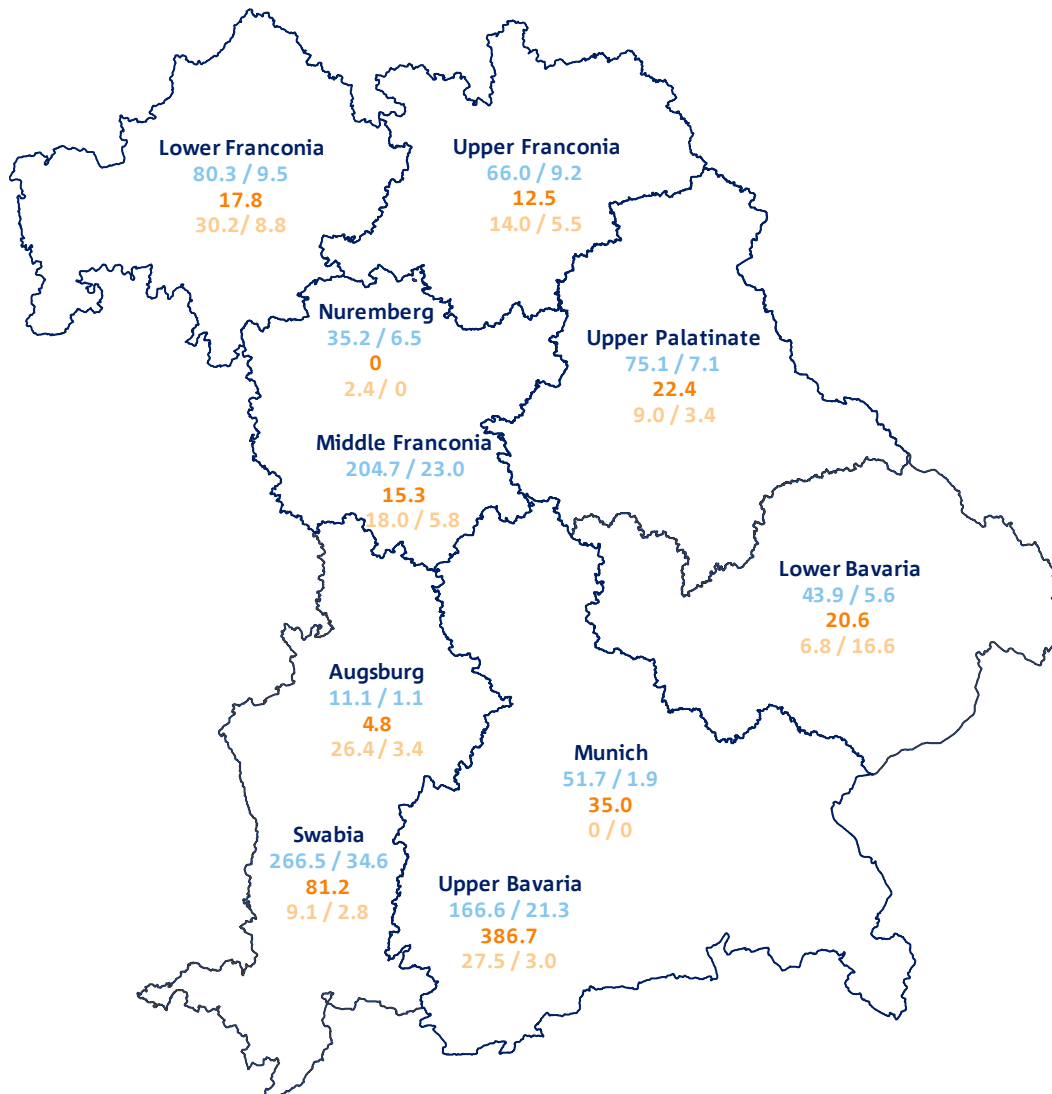 Lower Franconia
80.3 / 9.5
17.8
30.2/ 8.8
Upper Franconia
66.0 / 9.2
12.5
14.0 / 5.5
Nuremberg
35.2 / 6.5
0
2.4 / 0
Upper Palatinate
75.1 / 7.1
22.4
9.0 / 3.4
Middle Franconia
204.7 / 23.0
15.3
18.0 / 5.8
Lower Bavaria
43.9 / 5.6
20.6
6.8 / 16.6
Augsburg
11.1 / 1.1
4.8
26.4 / 3.4
Munich
51.7 / 1.9
35.0
0 / 0
Swabia
266.5 / 34.6
81.2
9.1 / 2.8
Upper Bavaria
166.6 / 21.3
386.7
27.5 / 3.0